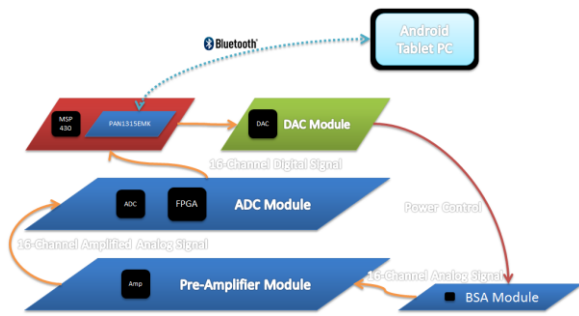 Bluetooth
Android
Tablet PC
MSP
430
PAN1315EMK
DAC
DAC Module
16-Channel Digital Signal
ADC
FPGA
ADC Module
Power Control
16-Channel Amplified Analog Signal
16-Channel Analog Signal
Amp
Pre-Amplifier Module
BSA Module